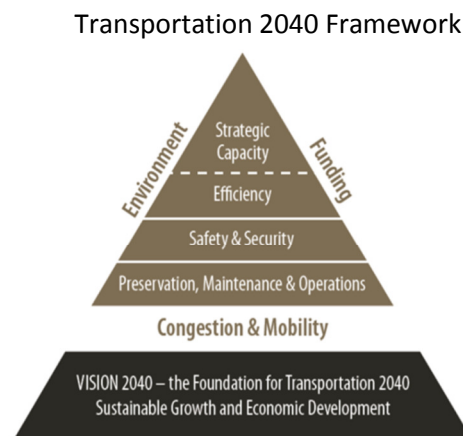 Transportation 2040 Framework
Environment
Funding
Strategic
Capacity
Efficiency
Safety & Security
Preservation, Maintenance & Operations
Congestion & Mobility
VISION 2040 – the Foundation for Transportation 2040
Sustainable Growth and Economic Development